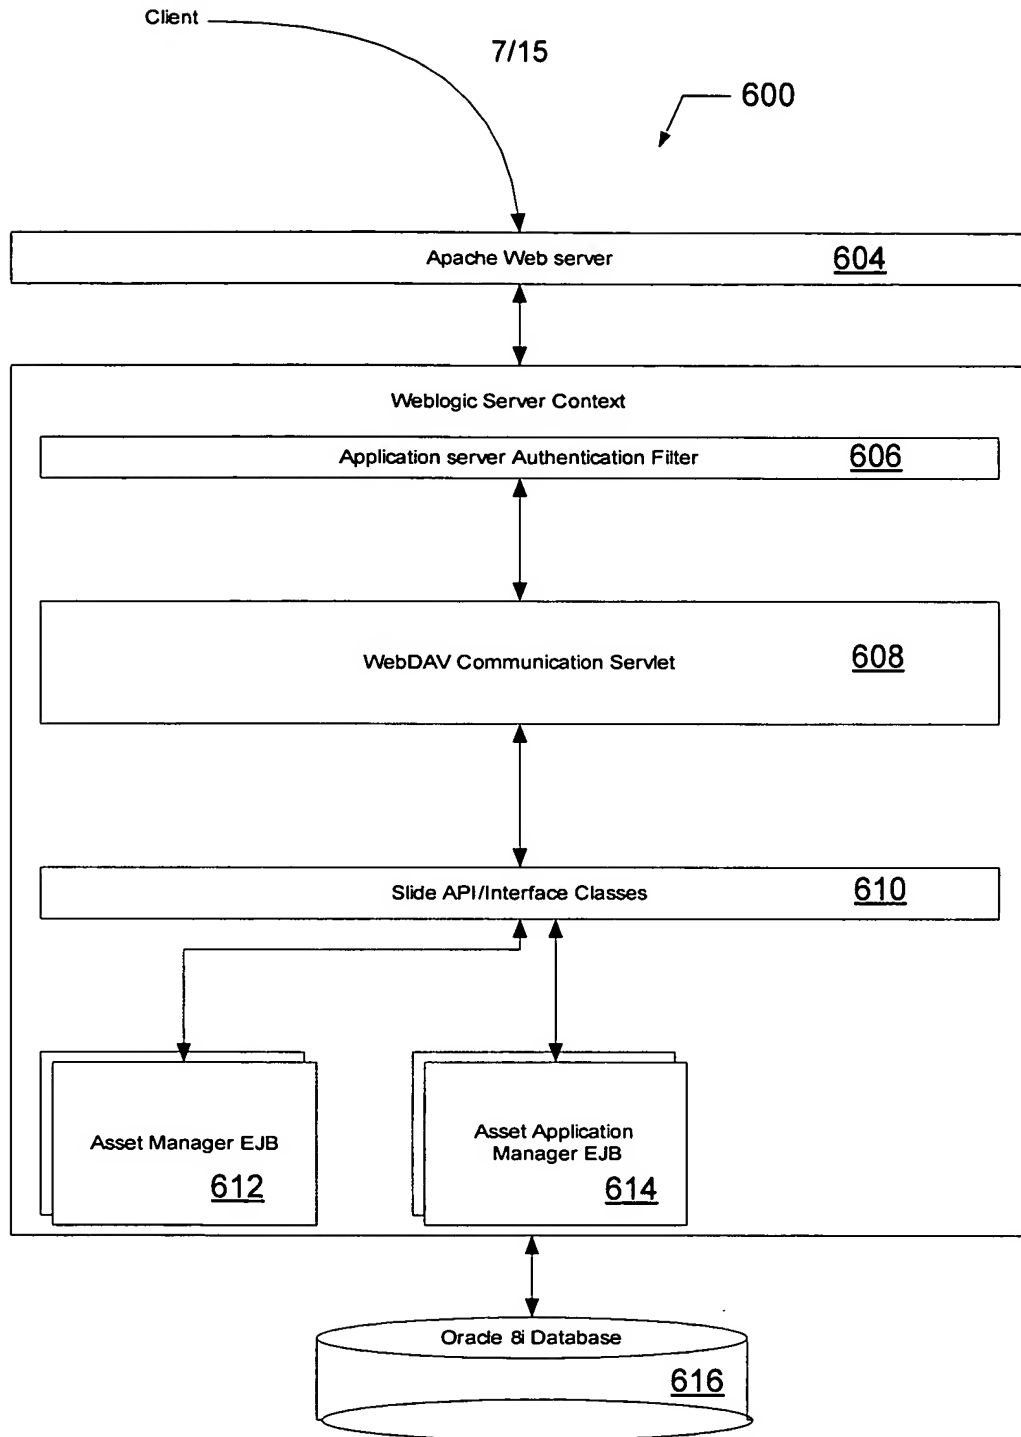 Client
7/15
600
Apache Web server 604
Weblogic Server Context
Application server Authentication Filter 606
WebDAV Communication Servlet 608
Slide API/Interface Classes 610
Asset Manager EJB
612
Asset Application
Manager EJB
614
Oracle 8i Database
616